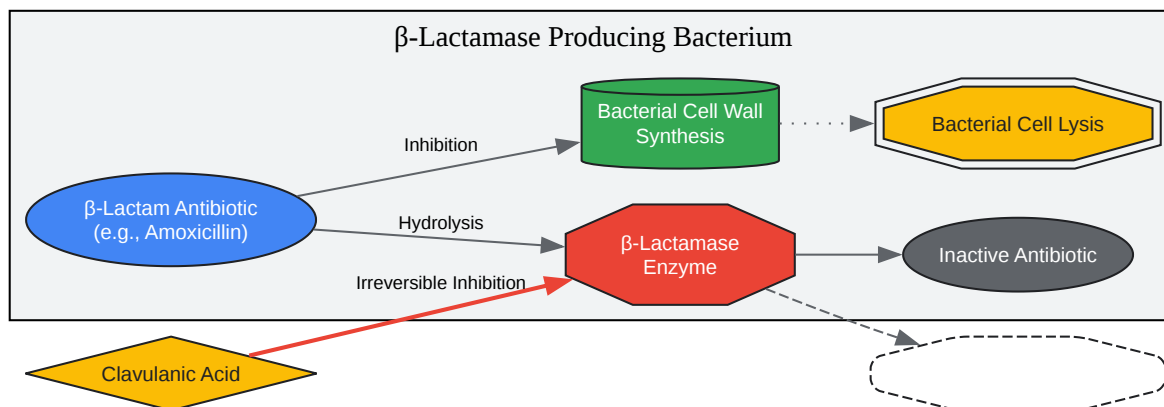 β-Lactamase Producing Bacterium
Bacterial Cell Wall
Synthesis
Bacterial Cell Lysis
Inhibition
β-Lactam Antibiotic
(e.g., Amoxicillin)
Hydrolysis
β-Lactamase
Enzyme
Inactive Antibiotic
Irreversible Inhibition
Clavulanic Acid